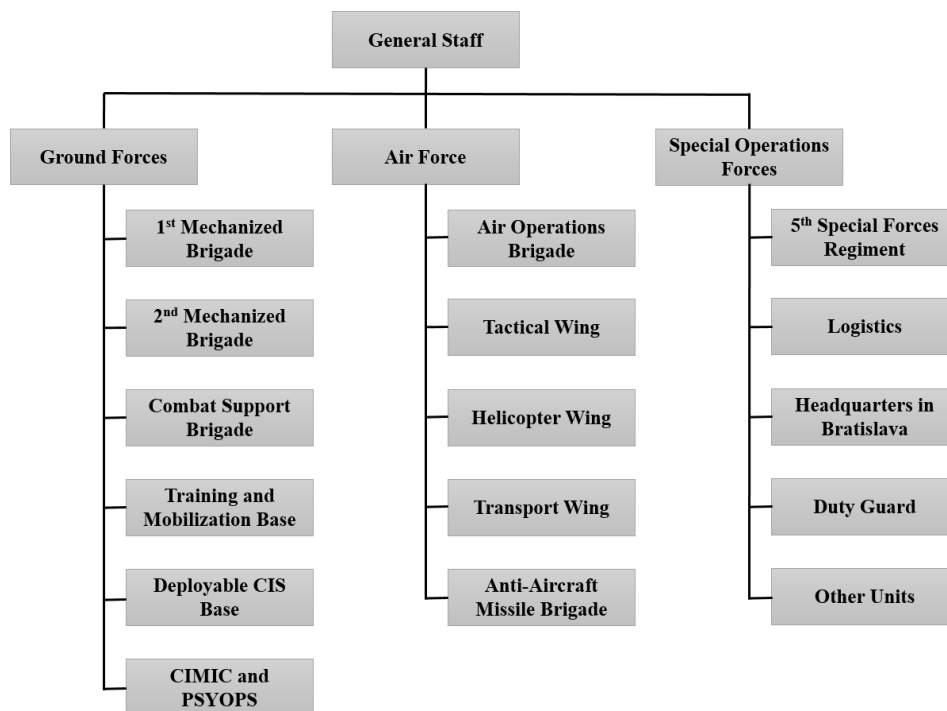 General Staff
Ground Forces
Air Force
Special Operations
Forces
1st Mechanized
Brigade
2nd Mechanized
Brigade
Combat Support
Brigade
Training and
Mobilization Base
Deployable CIS
Base
CIMIC and
PSYOPS
Air Operations
Brigade
Tactical Wing
Helicopter Wing
Transport Wing
Anti-Aircraft
Missile Brigade
5th Special Forces
Regiment
Logistics
Headquarters in
Bratislava
Duty Guard
Other Units